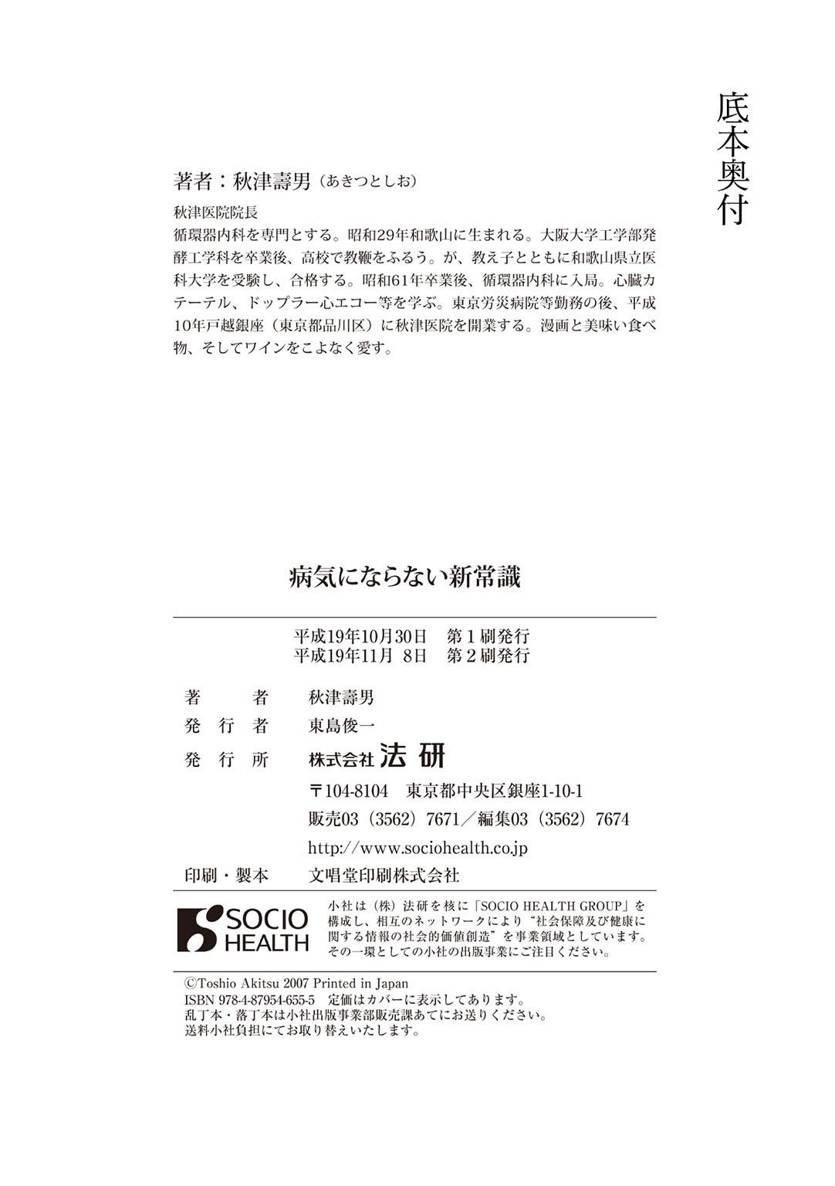 底本奥付
著者：秋津壽男（あきつとしお）
秋津医院院長
循環器内科を専門とする。昭和29年和歌山に生まれる。大阪大学工学部発
酵工学科を卒業後、高校で教鞭をふるう。が、教え子とともに和歌山県立医
科大学を受験し、合格する。昭和61年卒業後、循環器内科に入局。心臓カ
テーテル、ドップラー心エコー等を学ぶ。東京労災病院等勤務の後、平成
10年戸越銀座（東京都品川区）に秋津医院を開業する。漫画と美味い食べ
物、そしてワインをこよなく愛す。
病気にならない新常識
平成19年10月30日　第１刷発行
平成19年11月 8日　第２刷発行
著　者　秋津壽男
発行者　東島俊一
発行所　株式会社 法研
〒104-8104　東京都中央区銀座1-10-1
販売03（3562）7671／編集03（3562）7674
http://www.sociohealth.co.jp
印刷・製本　文唱堂印刷株式会社
SOCIO
HEALTH
小社は（株）法研を核に「SOCIO HEALTH GROUP」を
構成し、相互のネットワークにより“社会保障及び健康に
関する情報の社会的価値創造”を事業領域としています。
その一環としての小社の出版事業にご注目ください。
©Toshio Akitsu 2007 Printed in Japan
ISBN 978-4-87954-655-5　定価はカバーに表示してあります。
乱丁本・落丁本は小社出版事業部販売課あてにお送りください。
送料小社負担にてお取り替えいたします。